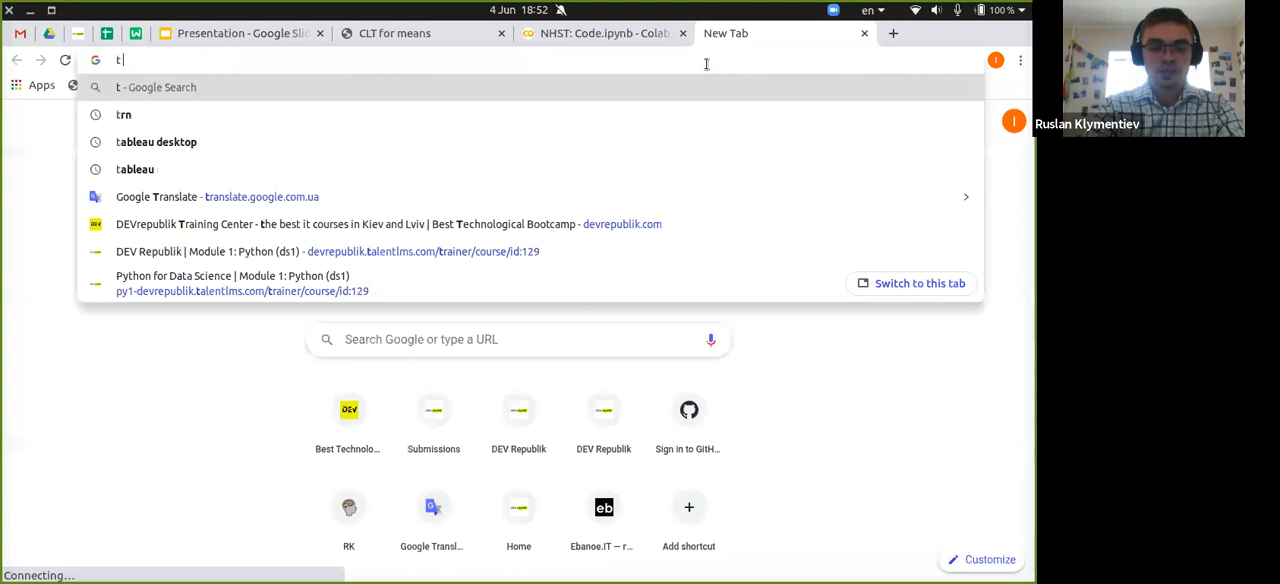 4 Jun 18:52
en
100 %
Presentation - Google Slid
CLT for means
NHST: Code.ipynb - Colab
New Tab
t
Apps
t - Google Search
trn
tableau desktop
tableau
Google Translate - translate.google.com.ua
DEVrepublik Training Center - the best it courses in Kiev and Lviv | Best Technological Bootcamp - devrepublik.com
DEV Republik | Module 1: Python (ds1) - devrepublik.talentlms.com/trainer/course/id:129
Python for Data Science | Module 1: Python (ds1)
py1-devrepublik.talentlms.com/trainer/course/id:129
Switch to this tab
I
Ruslan Klymentiev
Search Google or type a URL
DEV
eb
Best Technolo...
Submissions
DEV Republik
DEV Republik
Sign in to GitH...
RK
Google Transl...
Home
Ebanoe.IT — r...
Add shortcut
Customize
Connecting...